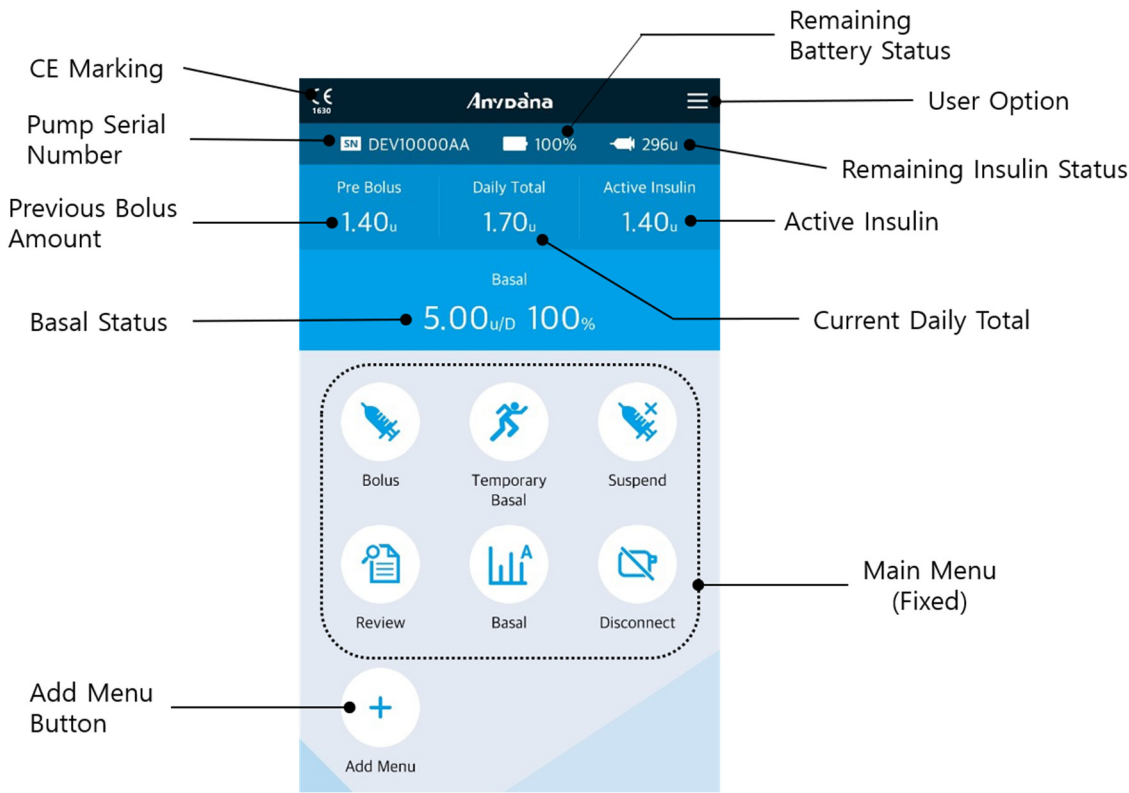 Remaining
Battery Status
CE Marking
CE
1630
AnyDàna
User Option
Pump Serial
Number
SN DEV10000AA 100% 296u
Remaining Insulin Status
Pre Bolus Daily Total Active Insulin
Previous Bolus
Amount
1.40u 1.70u 1.40u
Active Insulin
Basal
Basal Status
5.00u/D 100%
Current Daily Total
Bolus Temporary Basal Suspend
Review Basal Disconnect
A
Main Menu
(Fixed)
Add Menu
Button
Add Menu